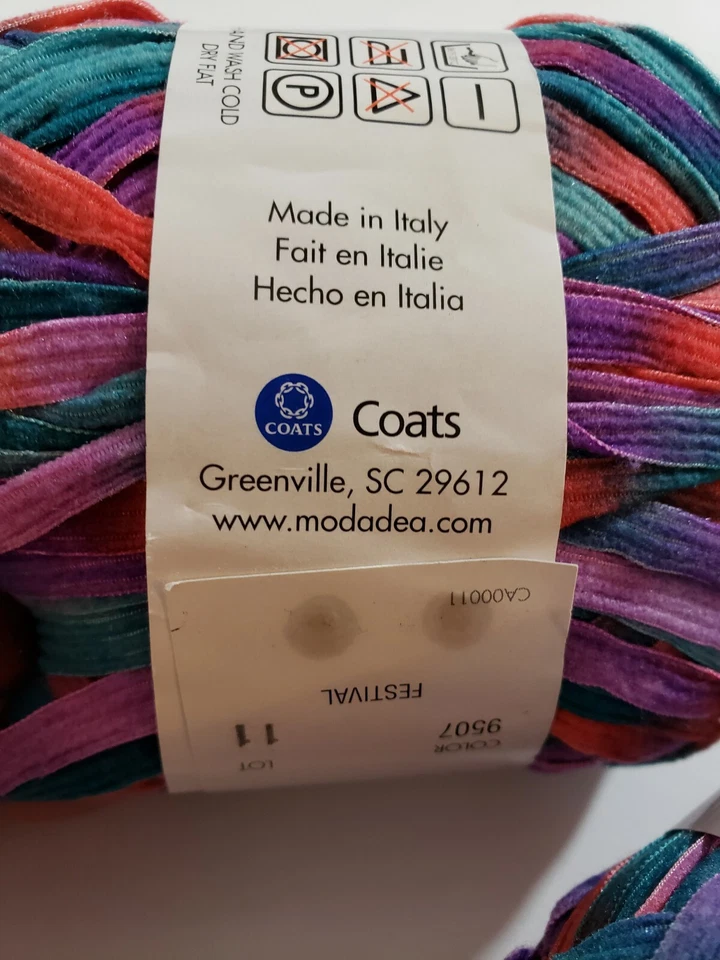 HAND WASH COLD
DRY FLAT
P
Made in Italy
Fait en Italie
Hecho en Italia
COATS
Coats
Greenville, SC 29612
www.modadea.com
CA00011
FESTIVAL
COLOR
9507
LOT
11